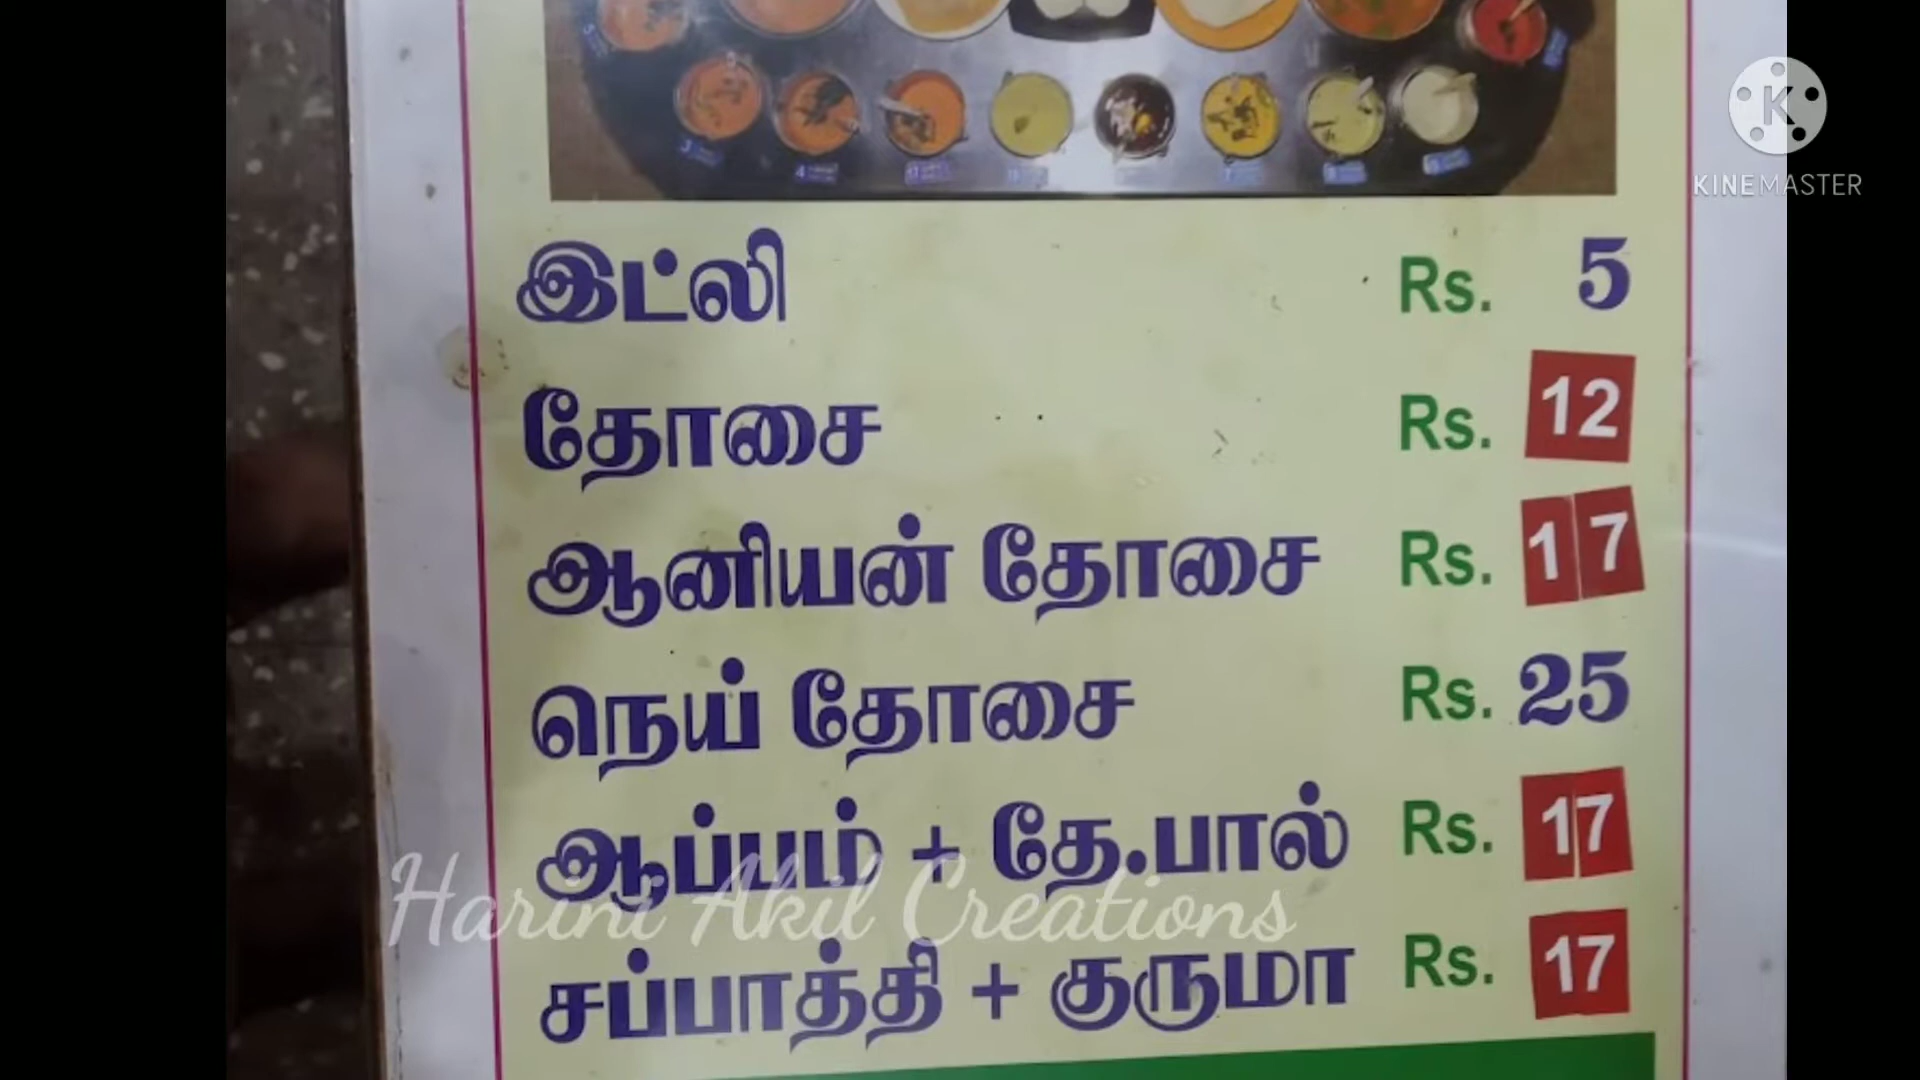 KINEMASTER
இட்லி Rs. 5
தோசை Rs. 12
ஆனியன் தோசை Rs. 17
நெய் தோசை Rs. 25
ஆப்பம் + தே.பால் Rs. 17
Harini Akil Creations
சப்பாத்தி + குருமா Rs. 17